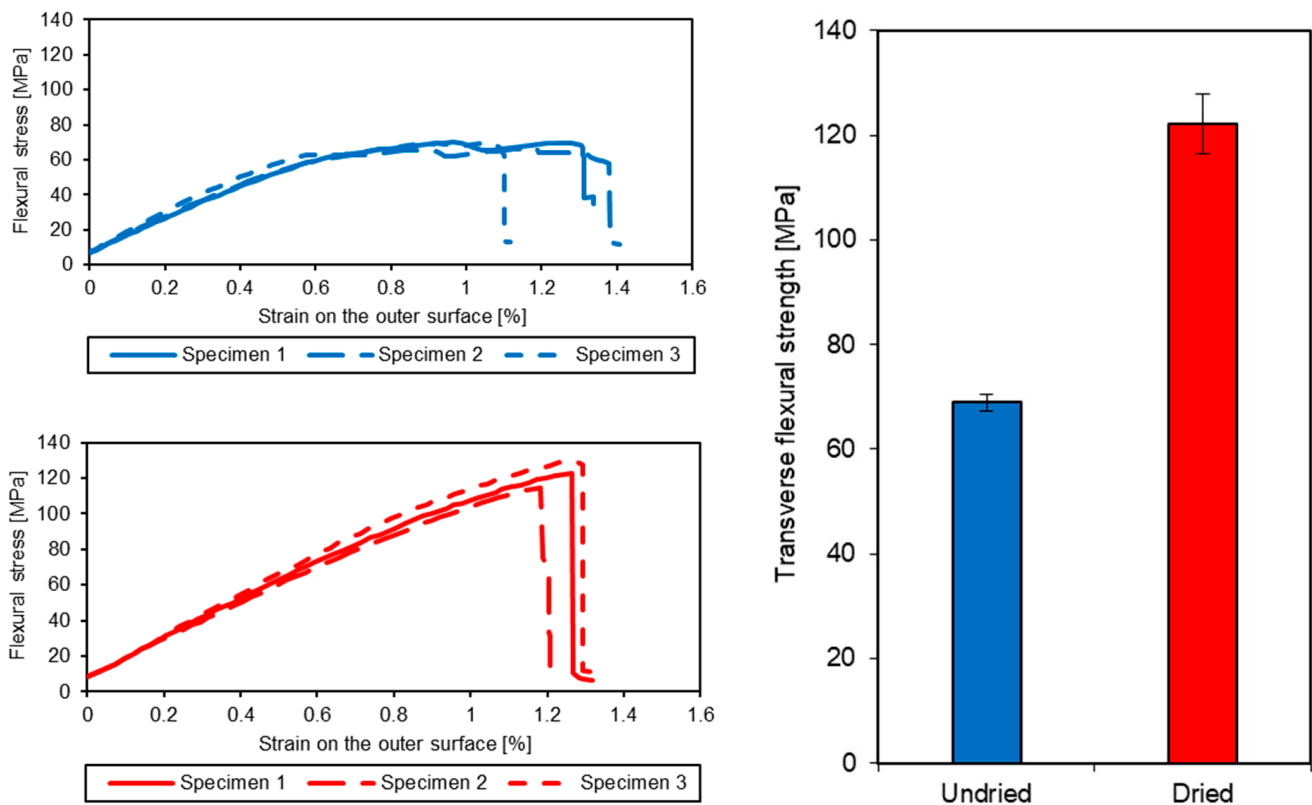 Flexural stress [MPa]
140
120
100
80
60
40
20
0
0 0.2 0.4 0.6 0.8 1 1.2 1.4 1.6
Strain on the outer surface [%]
Specimen 1 Specimen 2 Specimen 3
Flexural stress [MPa]
140
120
100
80
60
40
20
0
0 0.2 0.4 0.6 0.8 1 1.2 1.4 1.6
Strain on the outer surface [%]
Specimen 1 Specimen 2 Specimen 3
Transverse flexural strength [MPa]
140
120
100
80
60
40
20
0
Undried Dried